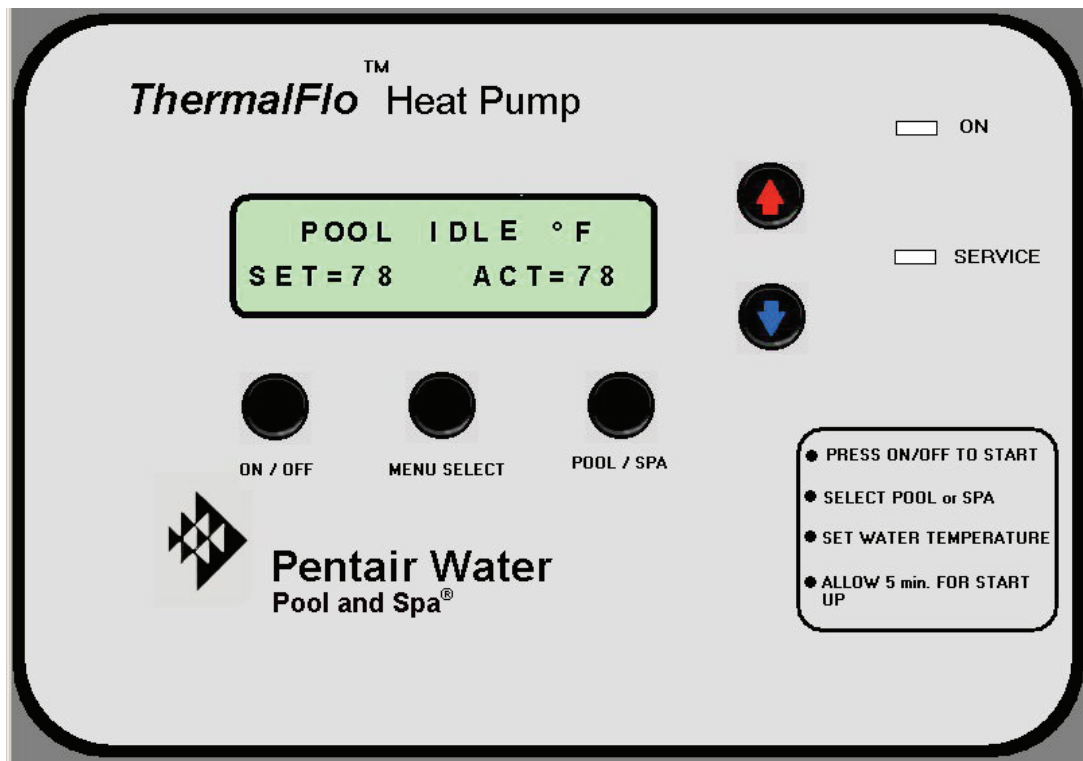 ThermalFlo™ Heat Pump
ON
POOL IDLE °F
SET=78 ACT=78
SERVICE
ON / OFF
MENU SELECT
POOL / SPA
● PRESS ON/OFF TO START
● SELECT POOL or SPA
● SET WATER TEMPERATURE
● ALLOW 5 min. FOR START
UP
Pentair Water
Pool and Spa®